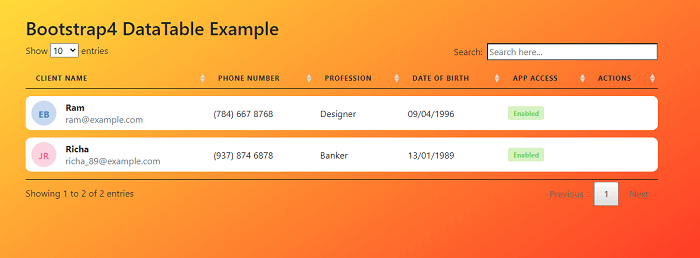 Bootstrap4 DataTable Example
Show 10 entries
Search: Search here...
CLIENT NAME PHONE NUMBER PROFESSION DATE OF BIRTH APP ACCESS ACTIONS
EB Ram ram@example.com (784) 667 8768 Designer 09/04/1996 Enabled
JR Richa richa_89@example.com (937) 874 6878 Banker 13/01/1989 Enabled
Showing 1 to 2 of 2 entries
Previous 1 Next